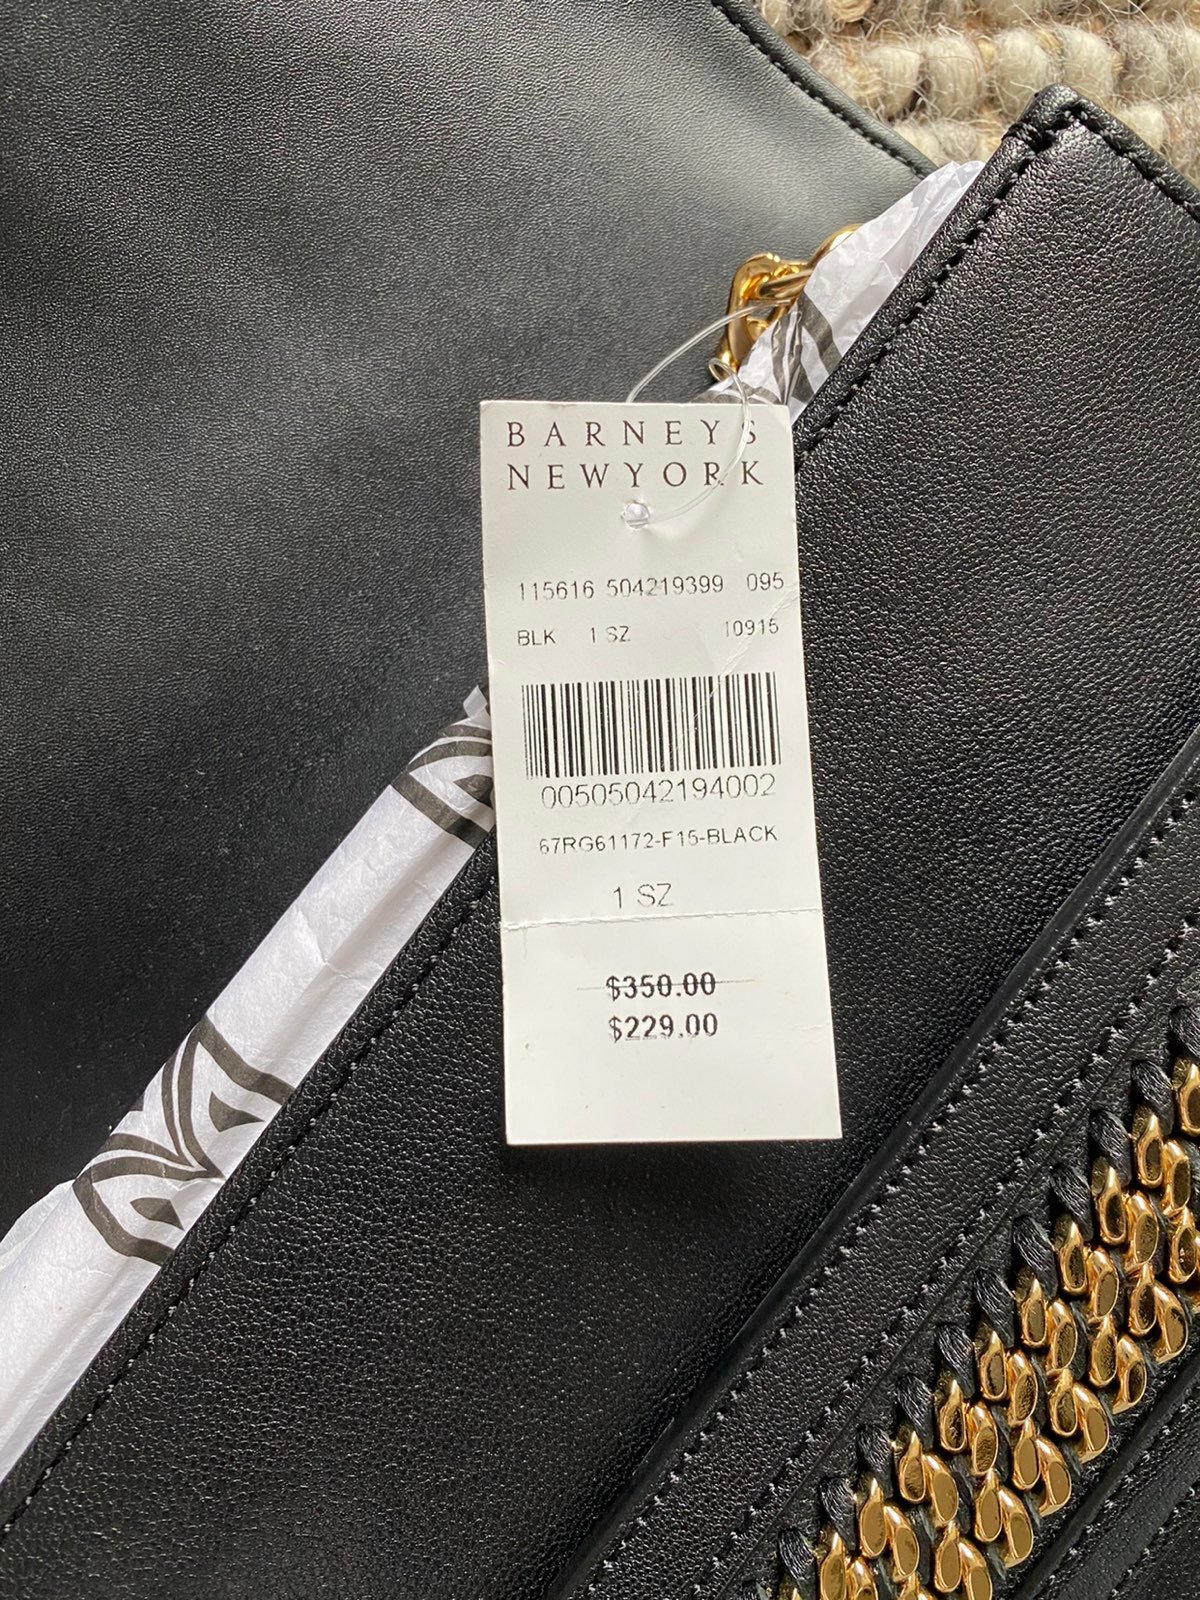 BARNEYS
NEWYORK
115616 504219399 095
BLK 1 SZ 10915
00505042194002
67RG61172-F15-BLACK
1 SZ
$350.00
$229.00